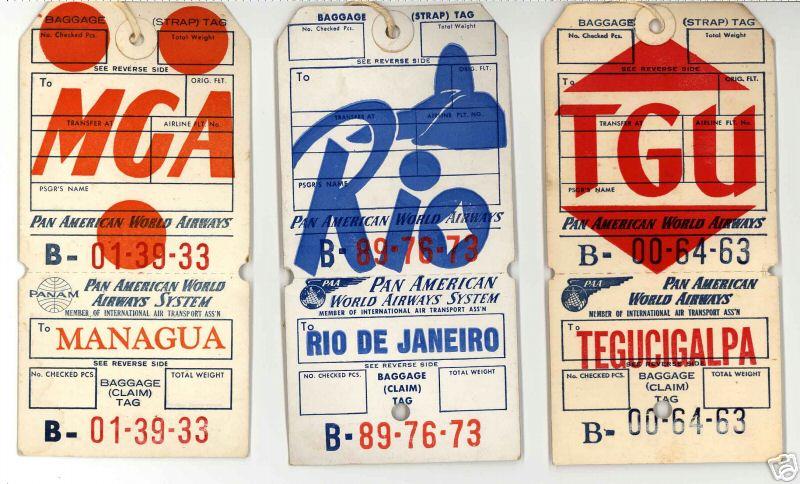 BAGGAGE (STRAP) TAG
No. Checked Pcs. Total Weight
SEE REVERSE SIDE
To ORIG. FLT.
MGA
TRANSFER AT AIRLINE FLT. No.
PSGR'S NAME
PAN AMERICAN WORLD AIRWAYS
B- 01-39-33
PAN AM
PAN AMERICAN WORLD
AIRWAYS SYSTEM
MEMBER OF INTERNATIONAL AIR TRANSPORT ASS'N
To
MANAGUA
SEE REVERSE SIDE
No. CHECKED PCS. BAGGAGE TOTAL WEIGHT
(CLAIM)
TAG
B- 01-39-33
BAGGAGE (STRAP) TAG
No. Checked Pcs. Total Weight
SEE REVERSE SIDE
To ORIG. FLT.
TRANSFER AT AIRLINE FLT. No.
Rio
PSGR'S NAME
PAN AMERICAN WORLD AIRWAYS
B- 89-76-73
PAA
PAN AMERICAN
WORLD AIRWAYS SYSTEM
MEMBER OF INTERNATIONAL AIR TRANSPORT ASS'N
To
RIO DE JANEIRO
SEE REVERSE SIDE
No. CHECKED PCS. BAGGAGE TOTAL WEIGHT
(CLAIM)
TAG
B-89-76-73
BAGGAGE (STRAP) TAG
No. Checked Pcs. Total Weight
SEE REVERSE SIDE
To ORIG. FLT.
TGU
TRANSFER AT AIRLINE FLT. No.
PSGR'S NAME
PAN AMERICAN WORLD AIRWAYS
B- 00-64-63
PAA
PAN AMERICAN
WORLD AIRWAYS
MEMBER OF INTERNATIONAL AIR TRANSPORT ASS'N
To
TEGUCIGALPA
SEE REVERSE SIDE
No. CHECKED PCS. BAGGAGE TOTAL WEIGHT
(CLAIM)
TAG
B- 00-64-63